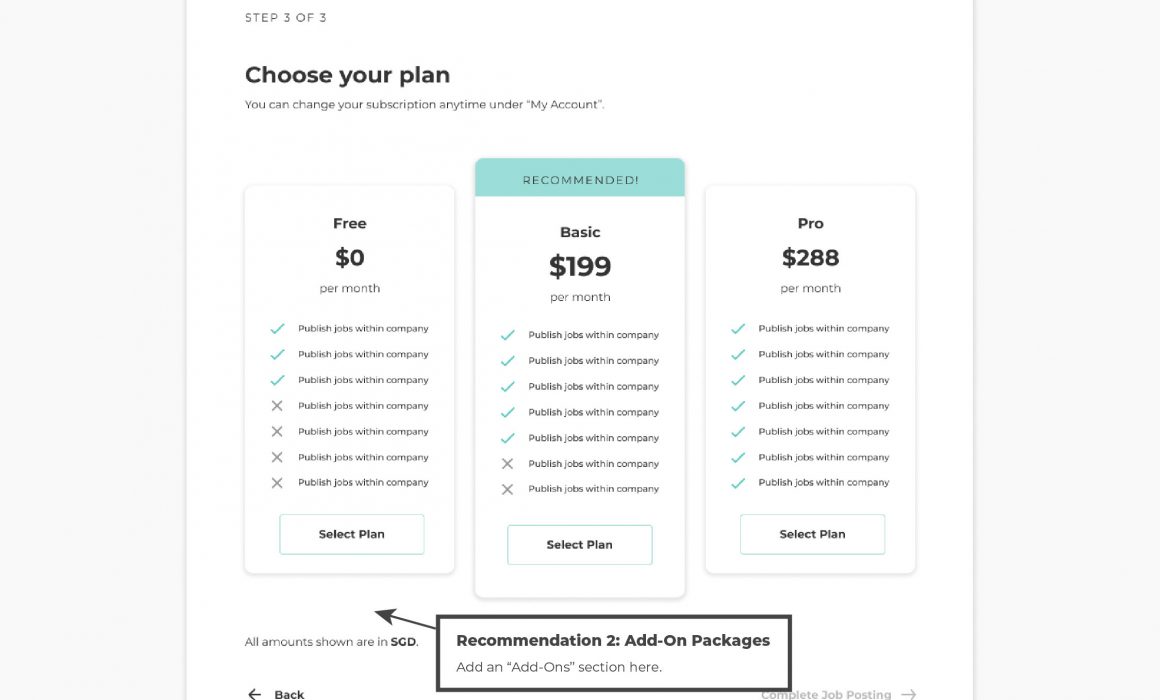 STEP 3 OF 3
Choose your plan
You can change your subscription anytime under “My Account”.
Free
$0
per month
Publish jobs within company
Publish jobs within company
Publish jobs within company
Publish jobs within company
Publish jobs within company
Publish jobs within company
Publish jobs within company
Select Plan
RECOMMENDED!
Basic
$199
per month
Publish jobs within company
Publish jobs within company
Publish jobs within company
Publish jobs within company
Publish jobs within company
Publish jobs within company
Publish jobs within company
Select Plan
Pro
$288
per month
Publish jobs within company
Publish jobs within company
Publish jobs within company
Publish jobs within company
Publish jobs within company
Publish jobs within company
Publish jobs within company
Select Plan
All amounts shown are in SGD.
Recommendation 2: Add-On Packages
Add an “Add-Ons” section here.
Back
Complete Job Posting